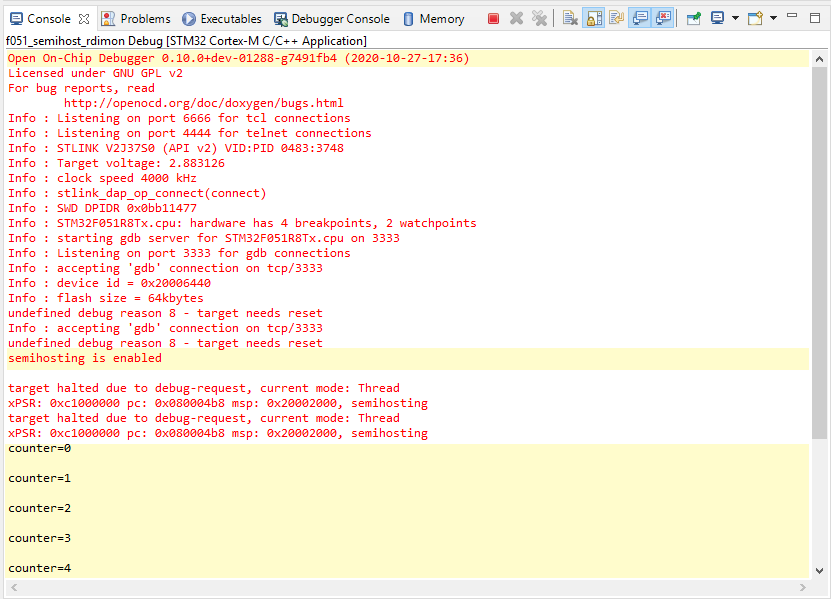 Console Problems Executables Debugger Console Memory
f051_semihost_rdimon Debug [STM32 Cortex-M C/C++ Application]
Open On-Chip Debugger 0.10.0+dev-01288-g7491fb4 (2020-10-27-17:36)
Licensed under GNU GPL v2
For bug reports, read
        http://openocd.org/doc/doxygen/bugs.html
Info : Listening on port 6666 for tcl connections
Info : Listening on port 4444 for telnet connections
Info : STLINK V2J37S0 (API v2) VID:PID 0483:3748
Info : Target voltage: 2.883126
Info : clock speed 4000 kHz
Info : stlink_dap_op_connect(connect)
Info : SWD DPIDR 0x0bb11477
Info : STM32F051R8Tx.cpu: hardware has 4 breakpoints, 2 watchpoints
Info : starting gdb server for STM32F051R8Tx.cpu on 3333
Info : Listening on port 3333 for gdb connections
Info : accepting 'gdb' connection on tcp/3333
Info : device id = 0x20006440
Info : flash size = 64kbytes
undefined debug reason 8 - target needs reset
Info : accepting 'gdb' connection on tcp/3333
undefined debug reason 8 - target needs reset
semihosting is enabled
target halted due to debug-request, current mode: Thread
xPSR: 0xc1000000 pc: 0x080004b8 msp: 0x20002000, semihosting
target halted due to debug-request, current mode: Thread
xPSR: 0xc1000000 pc: 0x080004b8 msp: 0x20002000, semihosting
counter=0
counter=1
counter=2
counter=3
counter=4